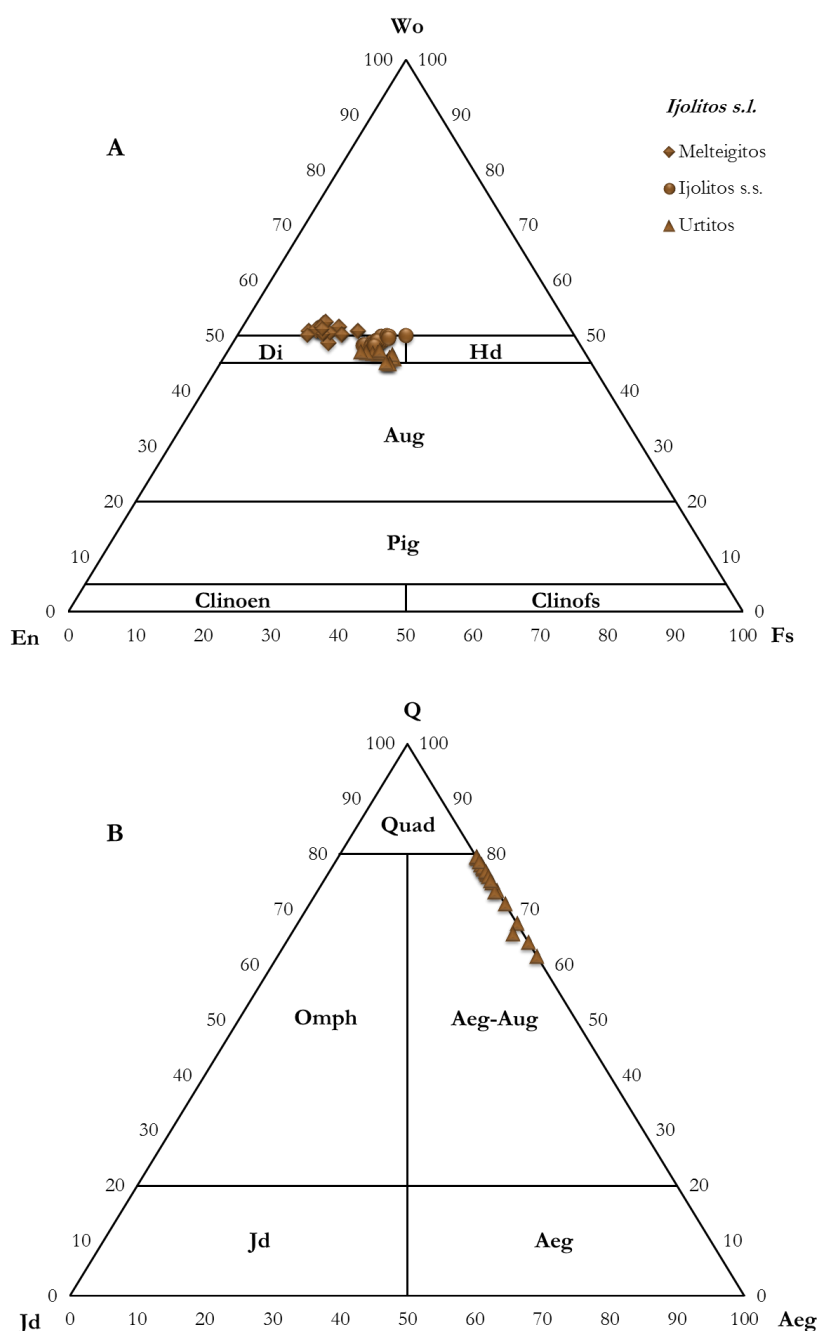 Wo
100 100
90 90
Ijolitos s.l.
A
Melteigitos
80 80
Ijolitos s.s.
70 70
Urtitos
60 60
50 50
Di Hd
40 40
Aug
30 30
20 20
Pig
10 10
Clinoen Clinofs
0 0
En 0 10 20 30 40 50 60 70 80 90 100 Fs
Q
100 100
90 90
Quad
B
80 80
70 70
60 60
Omph Aeg-Aug
50 50
40 40
30 30
20 20
Jd Aeg
10 10
0 0
Jd 0 10 20 30 40 50 60 70 80 90 100 Aeg